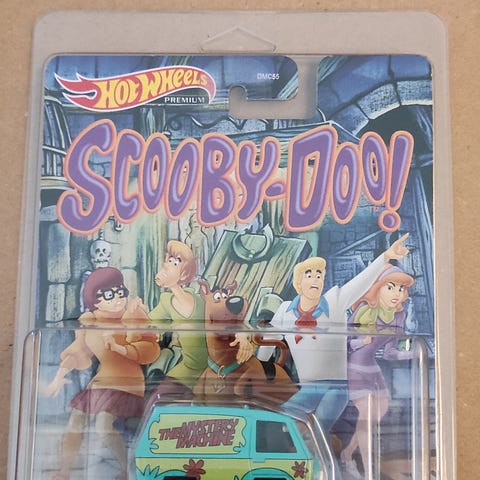 HOT WHEELS
PREMIUM
DMC55
SCOOBY-DOO!
THE MYSTERY
MACHINE